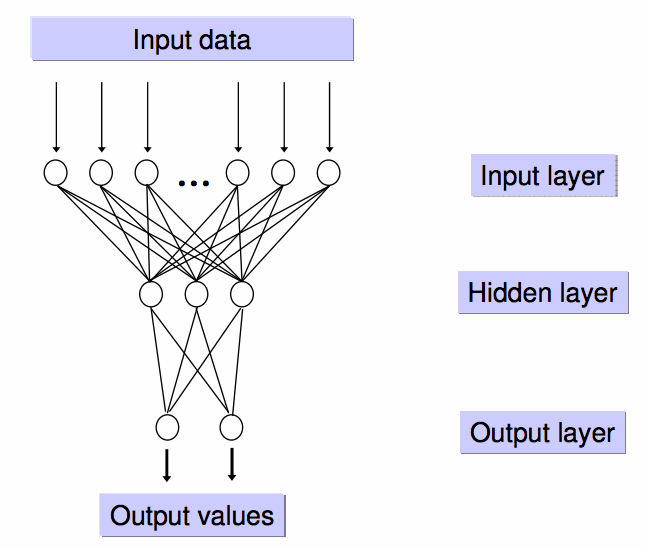 Input data
...
Input layer
Hidden layer
Output layer
Output values